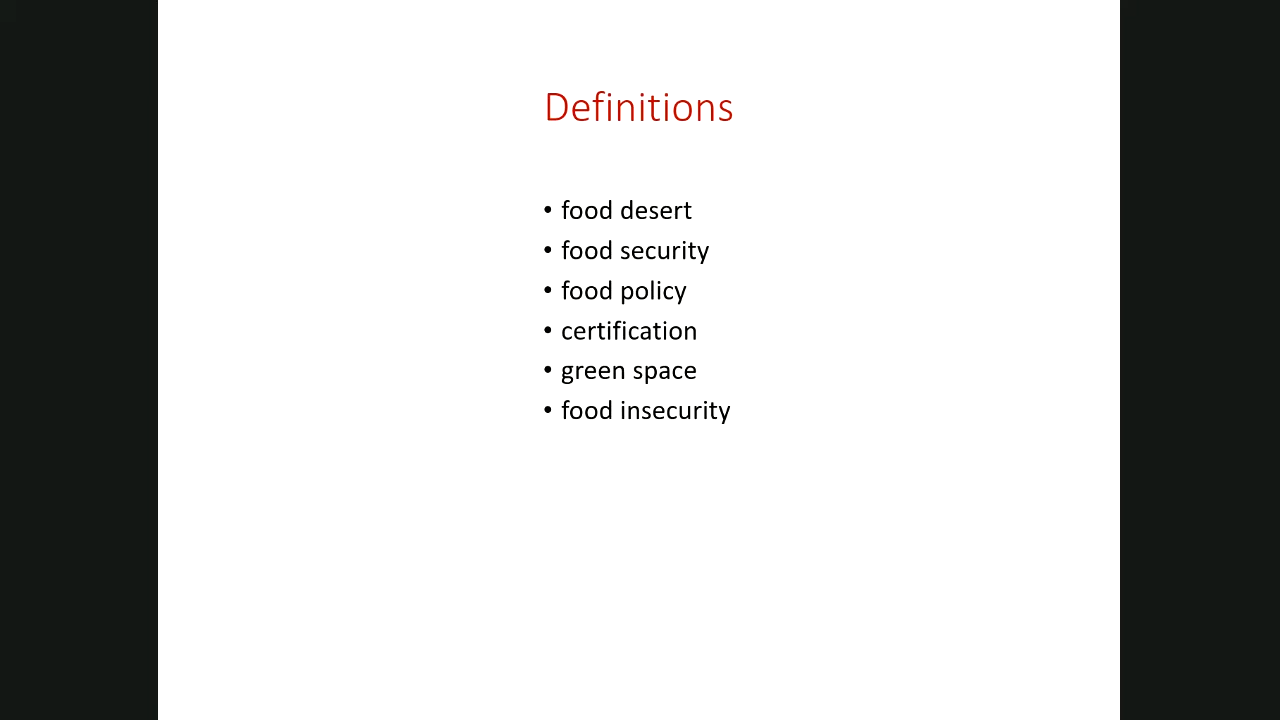 Definitions
• food desert
• food security
• food policy
• certification
• green space
• food insecurity